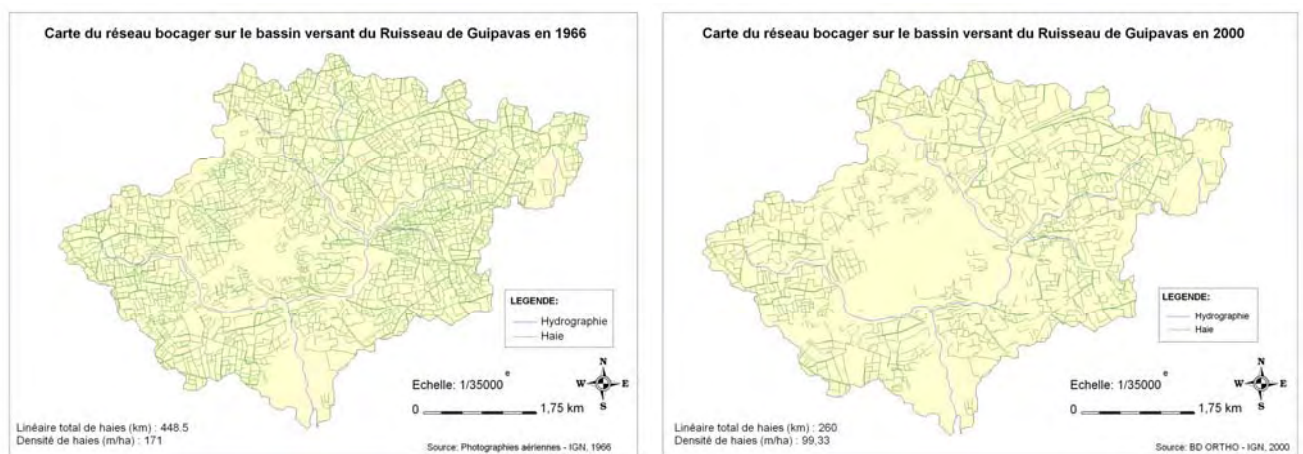 Carte du réseau bocager sur le bassin versant du Ruisseau de Guipavas en 1966
LEGENDE:
Hydrographie
Haie
N
W E
S
Echelle: 1/35000 e
0 1,75 km
Linéaire total de haies (km) : 448.5
Densité de haies (m/ha) : 171
Source: Photographies aériennes - IGN, 1966
Carte du réseau bocager sur le bassin versant du Ruisseau de Guipavas en 2000
LEGENDE:
Hydrographie
Haie
N
W E
S
Echelle: 1/35000 e
0 1,75 km
Linéaire total de haies (km) : 260
Densité de haies (m/ha) : 99,33
Source: BD ORTHO - IGN, 2000